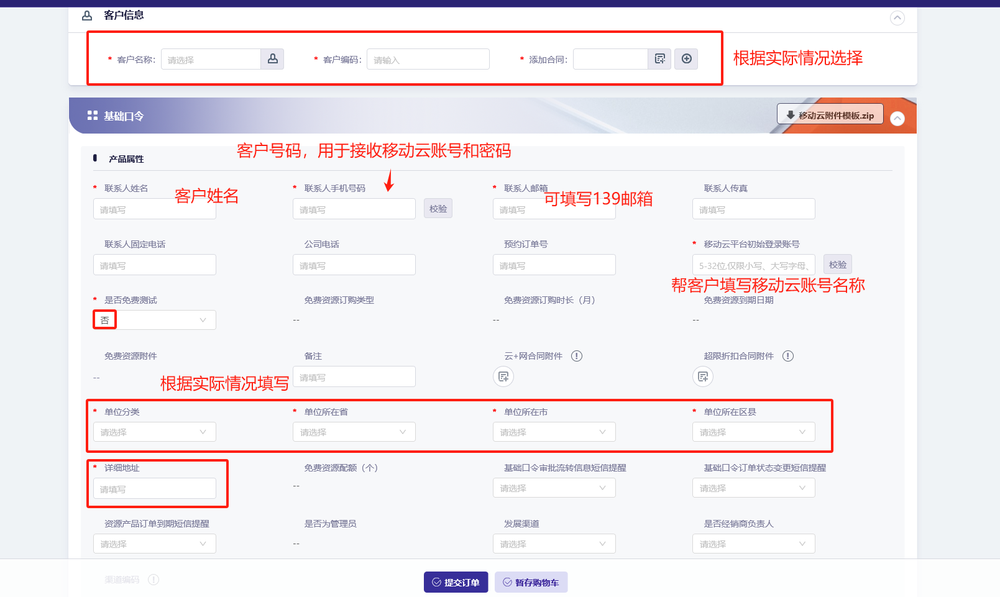 客户信息
* 客户名称: 请选择 * 客户编码: 请输入 * 添加合同: 根据实际情况选择
基础口令 移动云附件模板.zip
客户号码，用于接收移动云账号和密码
产品属性
* 联系人姓名 * 联系人手机号码 * 联系人邮箱 联系人传真
客户姓名 可填写139邮箱
请填写 请填写 校验 请填写 请填写
联系人固定电话 公司电话 预约订单号 * 移动云平台初始登录账号
请填写 请填写 请填写 5-32位,仅限小写、大写字母、 校验
帮客户填写移动云账号名称
* 是否免费测试 免费资源订购类型 免费资源订购时长（月） 免费资源到期日期
否 -- -- --
免费资源附件 备注 云+网合同附件 超限折扣合同附件
-- 请填写
根据实际情况填写
* 单位分类 * 单位所在省 * 单位所在市 * 单位所在区县
请选择 请选择 请选择 请选择
* 详细地址 免费资源配额（个） 基础口令审批流转信息短信提醒 基础口令订单状态变更短信提醒
请填写 -- 请选择 请选择
资源产品订单到期短信提醒 是否为管理员 发展渠道 是否经销商负责人
请选择 -- 请选择 请选择
渠道编码
提交订单 暂存购物车